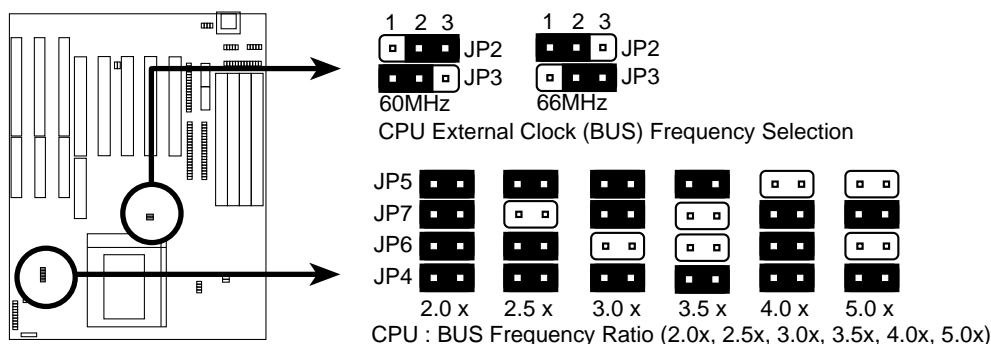 1 2 3 1 2 3
JP2 JP2
JP3 JP3
60MHz 66MHz
CPU External Clock (BUS) Frequency Selection
JP5
JP7
JP6
JP4
2.0 x 2.5 x 3.0 x 3.5 x 4.0 x 5.0 x
CPU : BUS Frequency Ratio (2.0x, 2.5x, 3.0x, 3.5x, 4.0x, 5.0x)